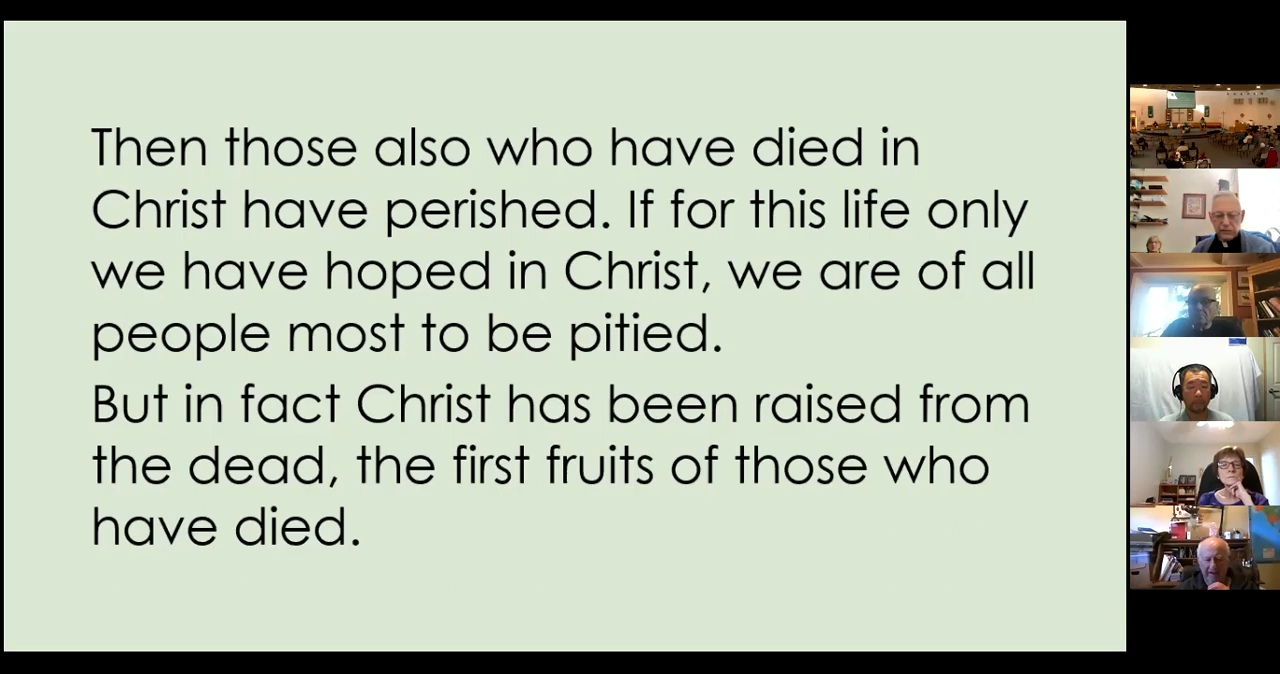 Then those also who have died in
Christ have perished. If for this life only
we have hoped in Christ, we are of all
people most to be pitied.
But in fact Christ has been raised from
the dead, the first fruits of those who
have died.